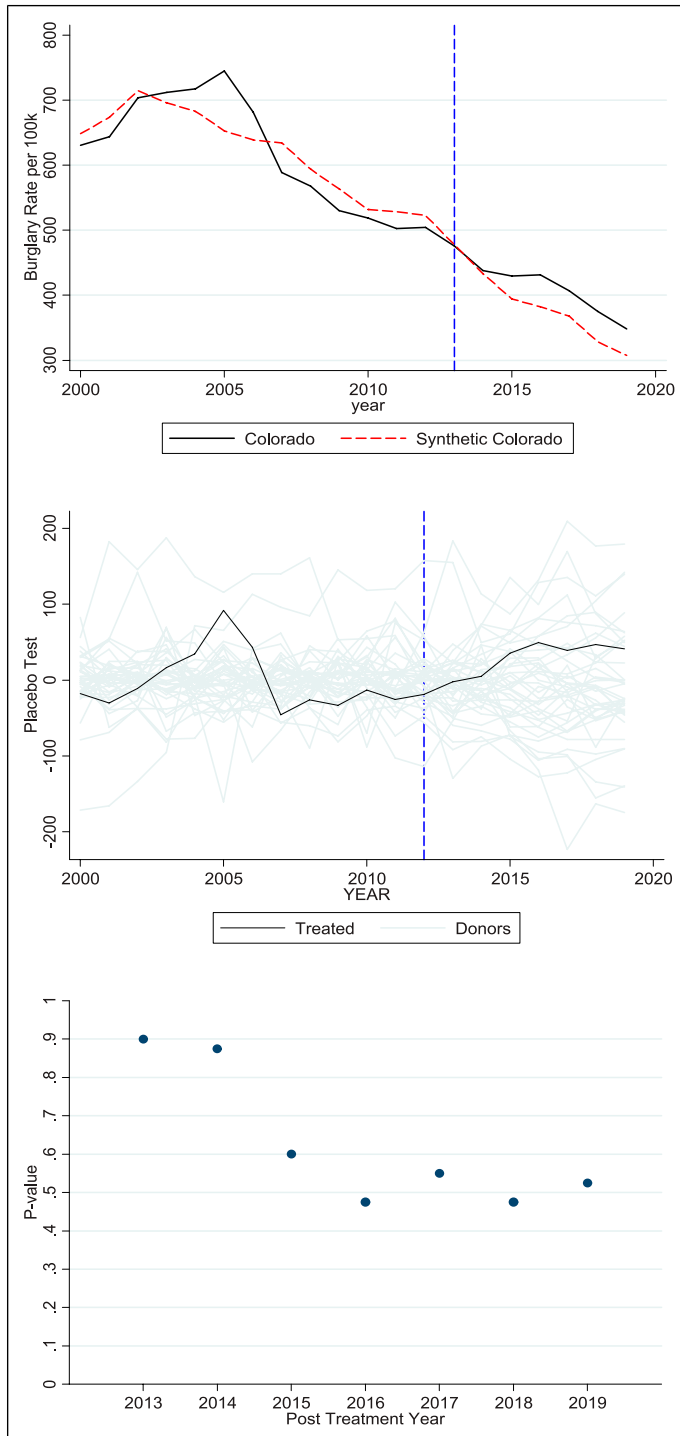 800
700
600
500
400
300
Burglary Rate per 100k
2000 2005 2010 2015 2020
year
Colorado Synthetic Colorado
200
100
0
-100
-200
Placebo Test
2000 2005 2010 2015 2020
YEAR
Treated Donors
1
.9
.8
.7
.6
.5
.4
.3
.2
.1
0
P-value
2013 2014 2015 2016 2017 2018 2019
Post Treatment Year